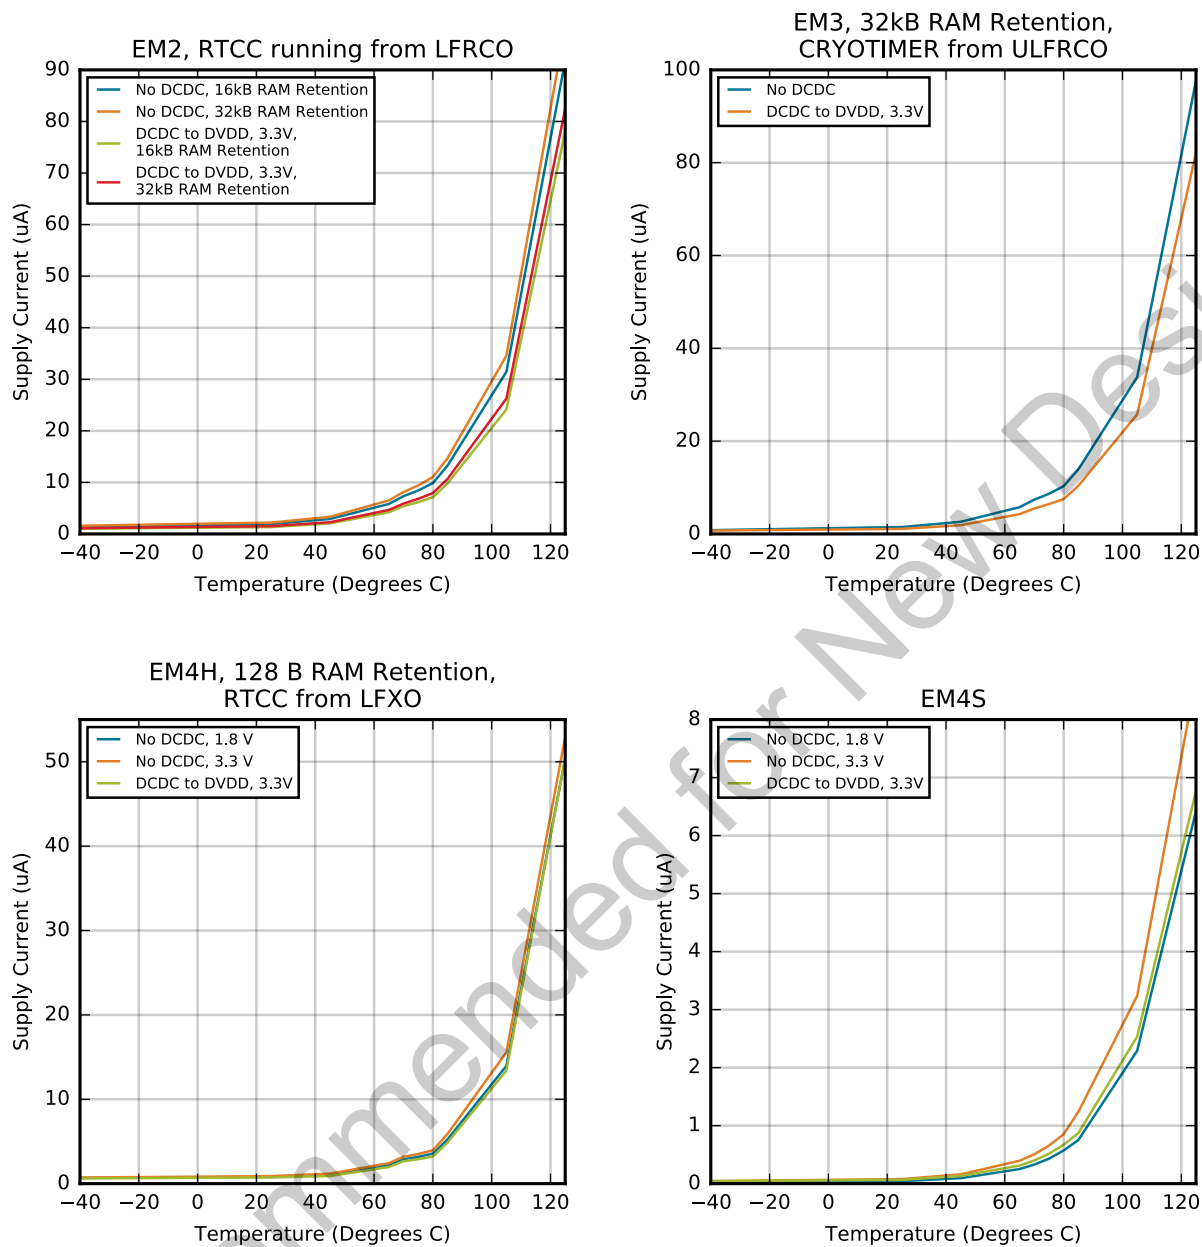 EM2, RTCC running from LFRCO
90
80
70
60
50
40
30
20
10
0
Supply Current (uA)
No DCDC, 16kB RAM Retention
No DCDC, 32kB RAM Retention
DCDC to DVDD, 3.3V,
16kB RAM Retention
DCDC to DVDD, 3.3V,
32kB RAM Retention
−40 −20 0 20 40 60 80 100 120
Temperature (Degrees C)
EM3, 32kB RAM Retention,
CRYOTIMER from ULFRCO
100
80
60
40
20
0
Supply Current (uA)
No DCDC
DCDC to DVDD, 3.3V
−40 −20 0 20 40 60 80 100 120
Temperature (Degrees C)
EM4H, 128 B RAM Retention,
RTCC from LFXO
50
40
30
20
10
0
Supply Current (uA)
No DCDC, 1.8 V
No DCDC, 3.3 V
DCDC to DVDD, 3.3V
−40 −20 0 20 40 60 80 100 120
Temperature (Degrees C)
EM4S
8
7
6
5
4
3
2
1
0
Supply Current (uA)
No DCDC, 1.8 V
No DCDC, 3.3 V
DCDC to DVDD, 3.3V
−40 −20 0 20 40 60 80 100 120
Temperature (Degrees C)
mmended for New Desi